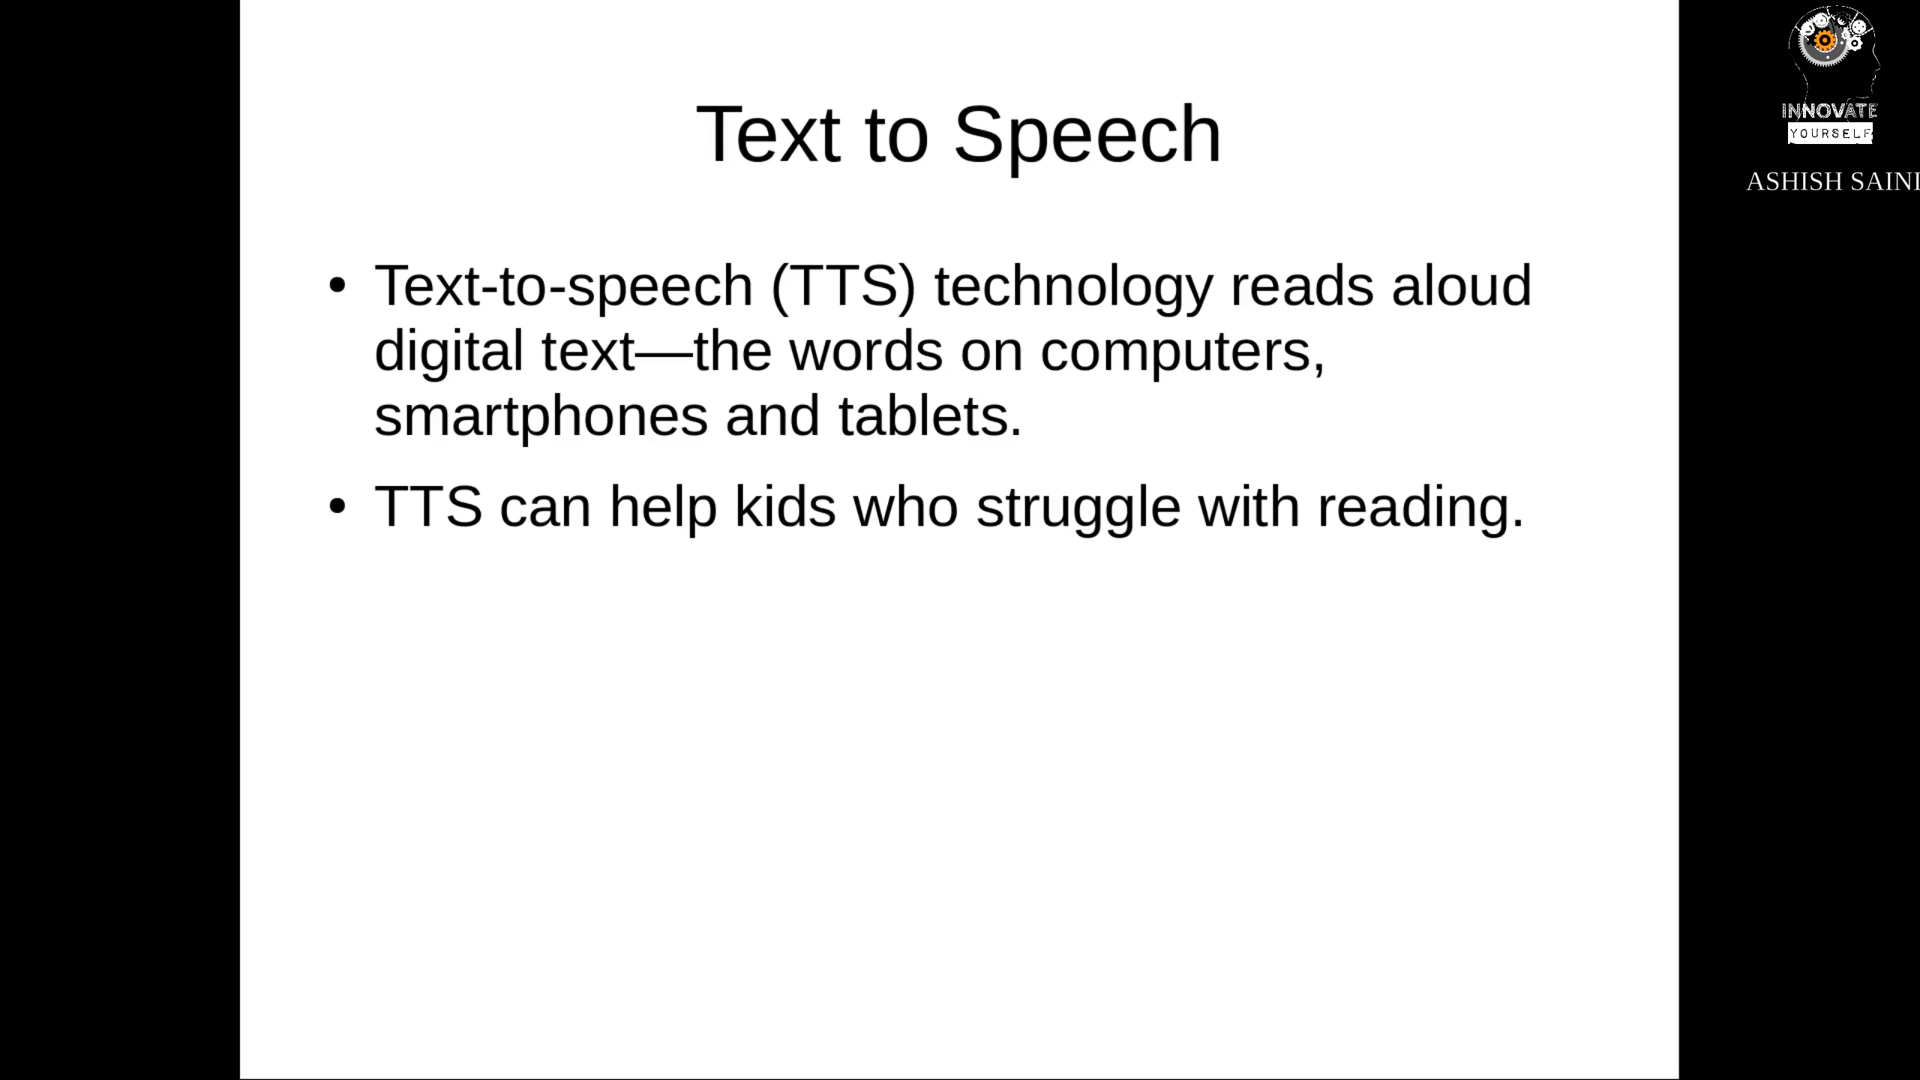 Text to Speech
• Text-to-speech (TTS) technology reads aloud
digital text—the words on computers,
smartphones and tablets.
• TTS can help kids who struggle with reading.
INNOVATE
YOURSELF
ASHISH SAINI